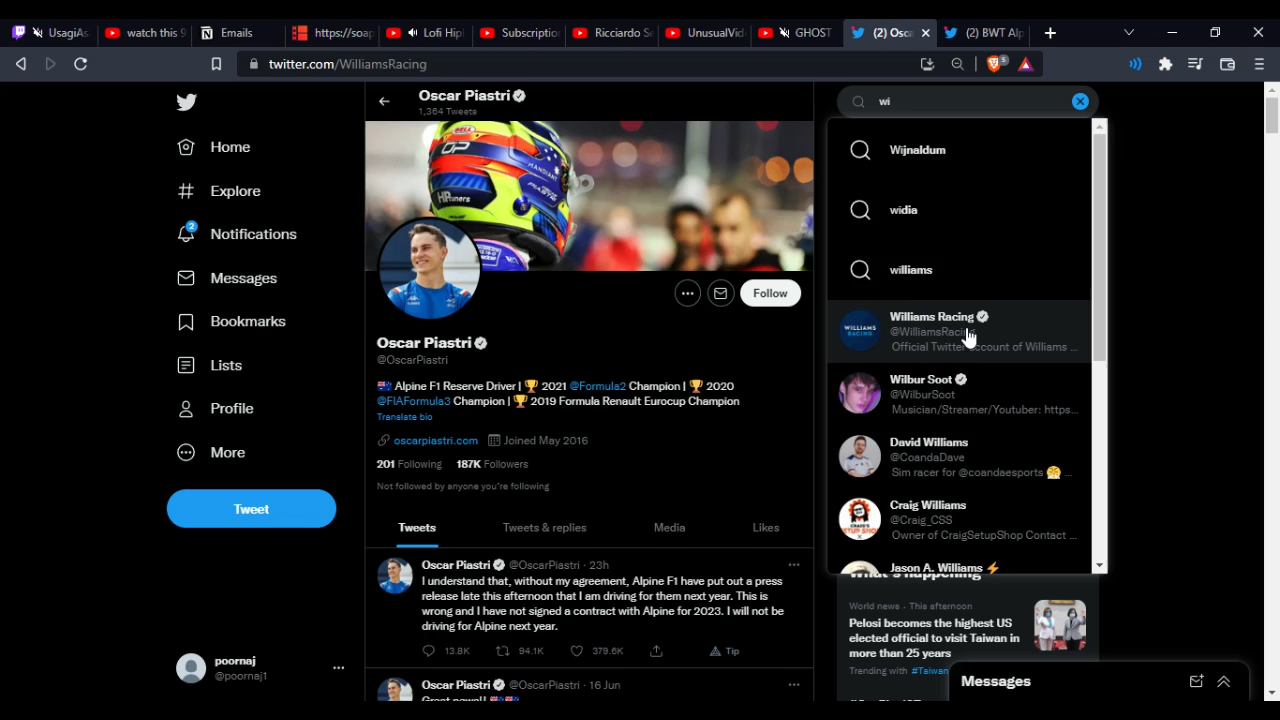 UsagiAs
watch this 9
Emails
https://soap
Lofi Hip
Subscriptio
Ricciardo Se
UnusualVid
GHOST
(2) Osca
(2) BWT Alp
twitter.com/WilliamsRacing
5
Home
Explore
2
Notifications
Messages
Bookmarks
Lists
Profile
More
Tweet
poornaj
@poornaj1
Oscar Piastri
1,364 Tweets
Follow
Oscar Piastri
@OscarPiastri
🇦🇺 Alpine F1 Reserve Driver | 🏆 2021 @Formula2 Champion | 🏆 2020
@FIAFormula3 Champion | 🏆 2019 Formula Renault Eurocup Champion
Translate bio
oscarpiastri.com Joined May 2016
201 Following 187K Followers
Not followed by anyone you're following
Tweets
Tweets & replies
Media
Likes
Oscar Piastri @OscarPiastri · 23h
I understand that, without my agreement, Alpine F1 have put out a press
release late this afternoon that I am driving for them next year. This is
wrong and I have not signed a contract with Alpine for 2023. I will not be
driving for Alpine next year.
13.8K 94.1K 379.6K Tip
Oscar Piastri @OscarPiastri · 16 Jun
wi
Wijnaldum
widia
williams
WILLIAMS
RACING
Williams Racing
@WilliamsRacing
Official Twitter account of Williams ...
Wilbur Soot
@WilburSoot
Musician/Streamer/Youtuber: https...
David Williams
@CoandaDave
Sim racer for @coandaesports 😤 ...
Craig Williams
@Craig_CSS
Owner of CraigSetupShop Contact ...
Jason A. Williams ⚡
What's happening
World news · This afternoon
Pelosi becomes the highest US
elected official to visit Taiwan in
more than 25 years
Trending with #Taiwan
Messages